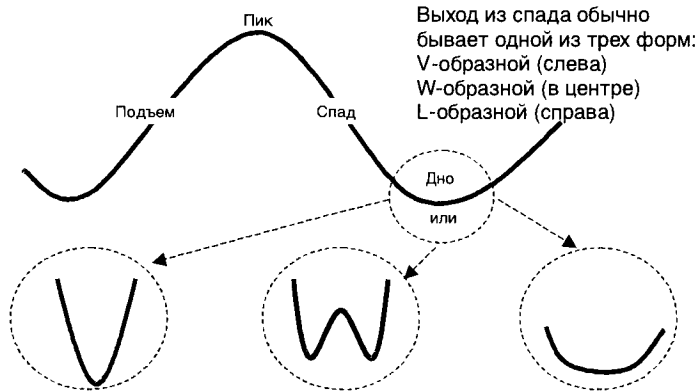 Пик
Выход из спада обычно
бывает одной из трех форм:
V-образной (слева)
W-образной (в центре)
L-образной (справа)
Подъем
Спад
Дно
или